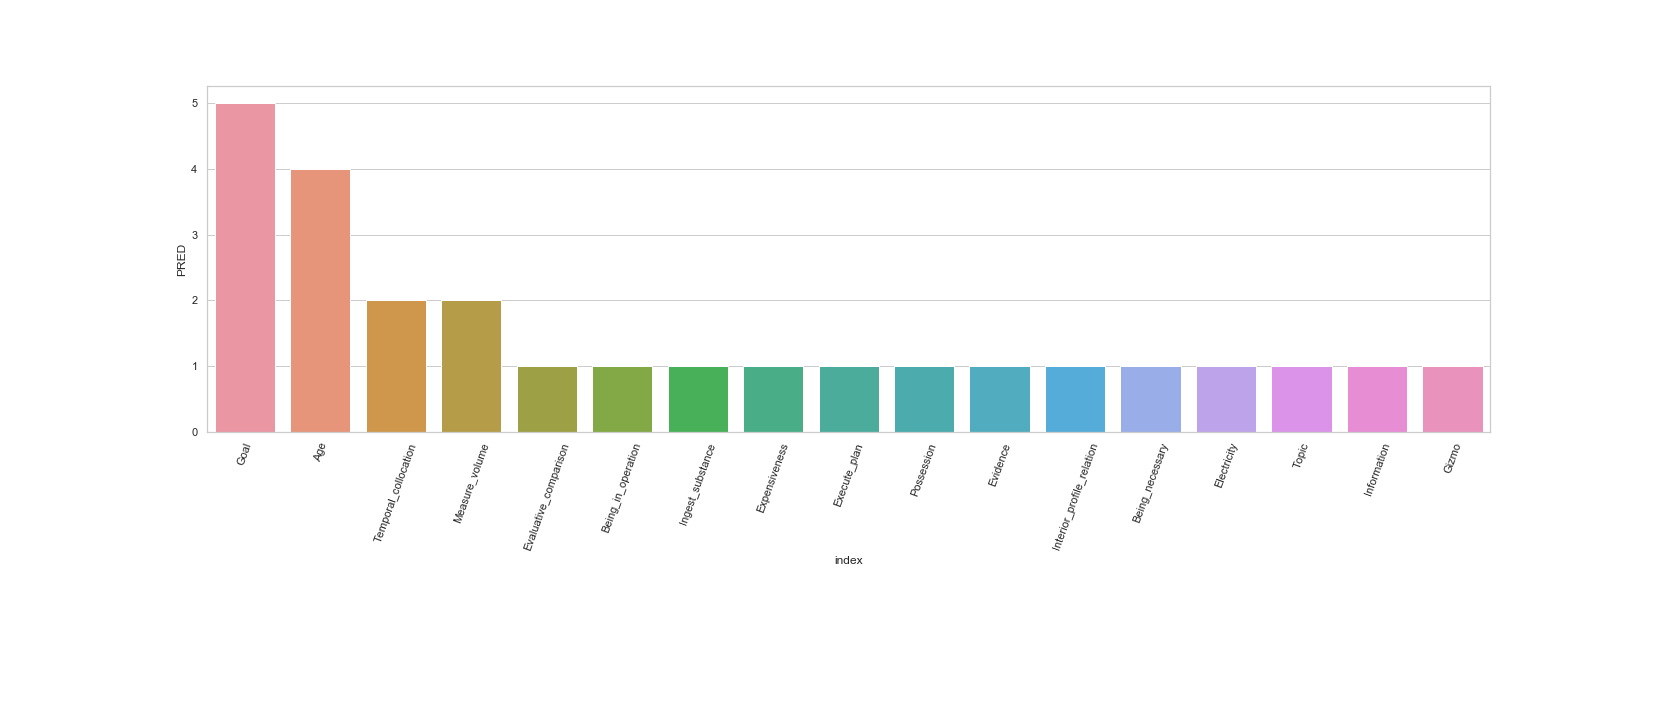 5
4
3
2
1
0
PRED
Goal
Age
Temporal_collocation
Measure_volume
Evaluative_comparison
Being_in_operation
Ingest_substance
Expensiveness
Execute_plan
Possession
Evidence
Interior_profile_relation
Being_necessary
Electricity
Topic
Information
Gizmo
index